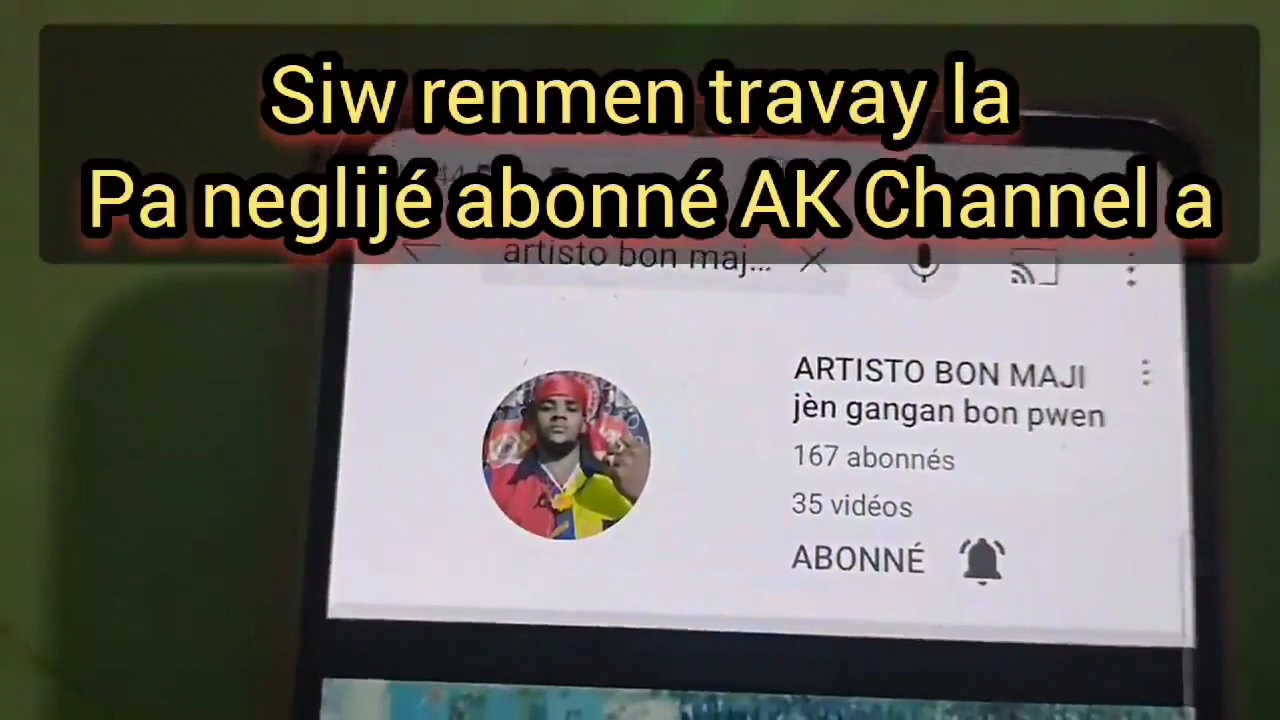 Siw renmen travay la
Pa neglijé abonné AK Channel a
artisto bon maj...
ARTISTO BON MAJI
jèn gangan bon pwen
167 abonnés
35 vidéos
ABONNÉ